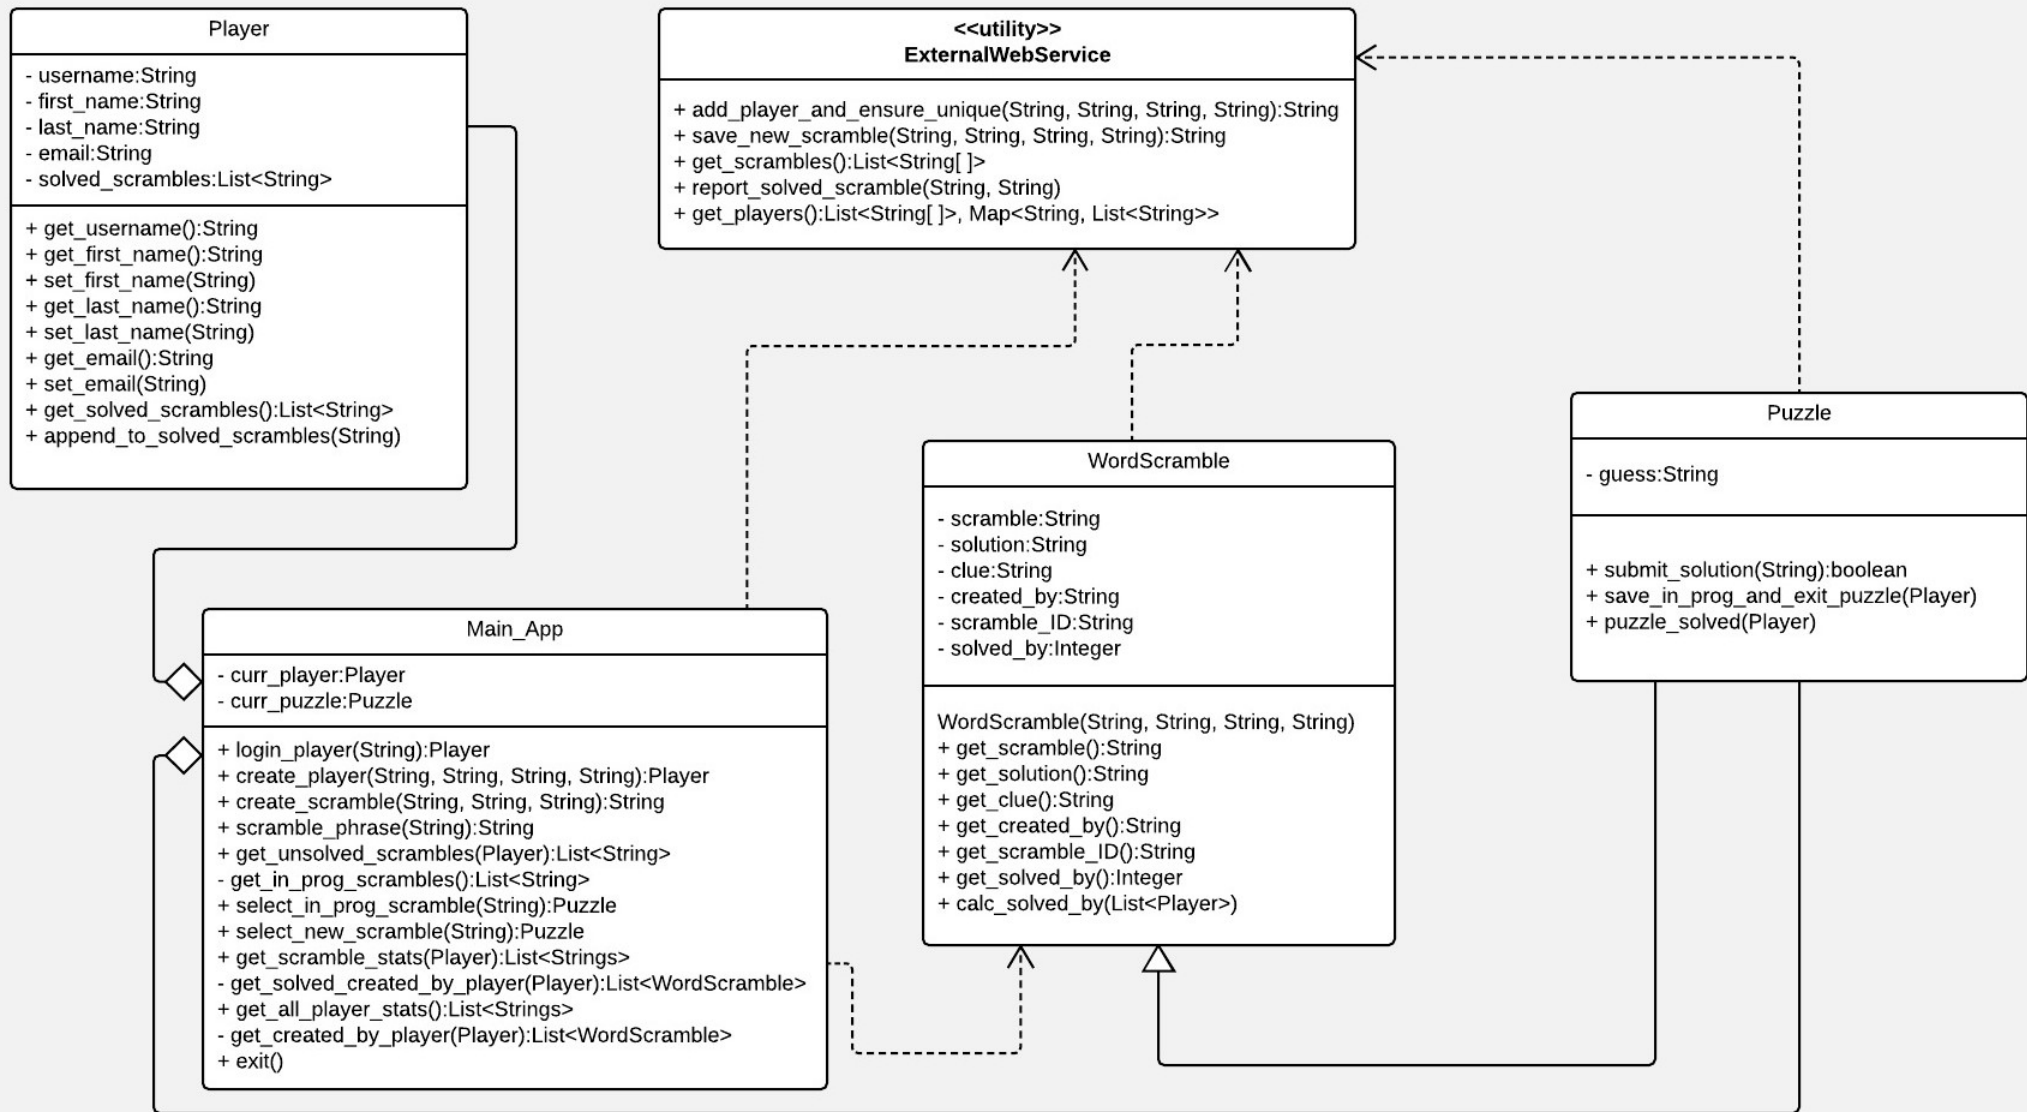 Player
- username:String
- first_name:String
- last_name:String
- email:String
- solved_scrambles:List<String>
+ get_username():String
+ get_first_name():String
+ set_first_name(String)
+ get_last_name():String
+ set_last_name(String)
+ get_email():String
+ set_email(String)
+ get_solved_scrambles():List<String>
+ append_to_solved_scrambles(String)
<<utility>>
ExternalWebService
+ add_player_and_ensure_unique(String, String, String, String):String
+ save_new_scramble(String, String, String, String):String
+ get_scrambles():List<String[ ]>
+ report_solved_scramble(String, String)
+ get_players():List<String[ ]>, Map<String, List<String>>
Puzzle
- guess:String
+ submit_solution(String):boolean
+ save_in_prog_and_exit_puzzle(Player)
+ puzzle_solved(Player)
WordScramble
- scramble:String
- solution:String
- clue:String
- created_by:String
- scramble_ID:String
- solved_by:Integer
WordScramble(String, String, String, String)
+ get_scramble():String
+ get_solution():String
+ get_clue():String
+ get_created_by():String
+ get_scramble_ID():String
+ get_solved_by():Integer
+ calc_solved_by(List<Player>)
Main_App
- curr_player:Player
- curr_puzzle:Puzzle
+ login_player(String):Player
+ create_player(String, String, String, String):Player
+ create_scramble(String, String, String):String
+ scramble_phrase(String):String
+ get_unsolved_scrambles(Player):List<String>
- get_in_prog_scrambles():List<String>
+ select_in_prog_scramble(String):Puzzle
+ select_new_scramble(String):Puzzle
+ get_scramble_stats(Player):List<Strings>
- get_solved_created_by_player(Player):List<WordScramble>
+ get_all_player_stats():List<Strings>
- get_created_by_player(Player):List<WordScramble>
+ exit()